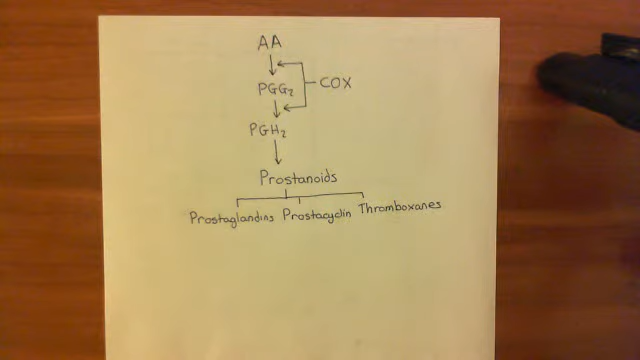 AA
PGG₂
COX
PGH₂
Prostanoids
Prostaglandins Prostacyclin Thromboxanes